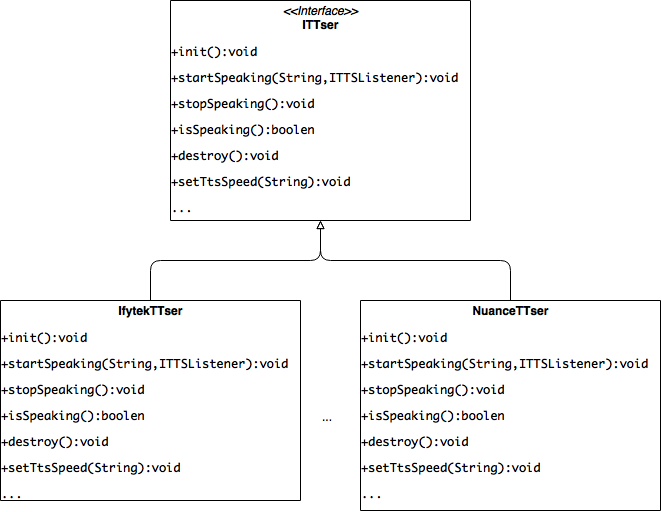 <<Interface>>
ITTser
+init():void
+startSpeaking(String,ITTSListener):void
+stopSpeaking():void
+isSpeaking():boolen
+destroy():void
+setTtsSpeed(String):void
...
IfytekTTser
+init():void
+startSpeaking(String,ITTSListener):void
+stopSpeaking():void
+isSpeaking():boolen
+destroy():void
+setTtsSpeed(String):void
...
...
NuanceTTser
+init():void
+startSpeaking(String,ITTSListener):void
+stopSpeaking():void
+isSpeaking():boolen
+destroy():void
+setTtsSpeed(String):void
...